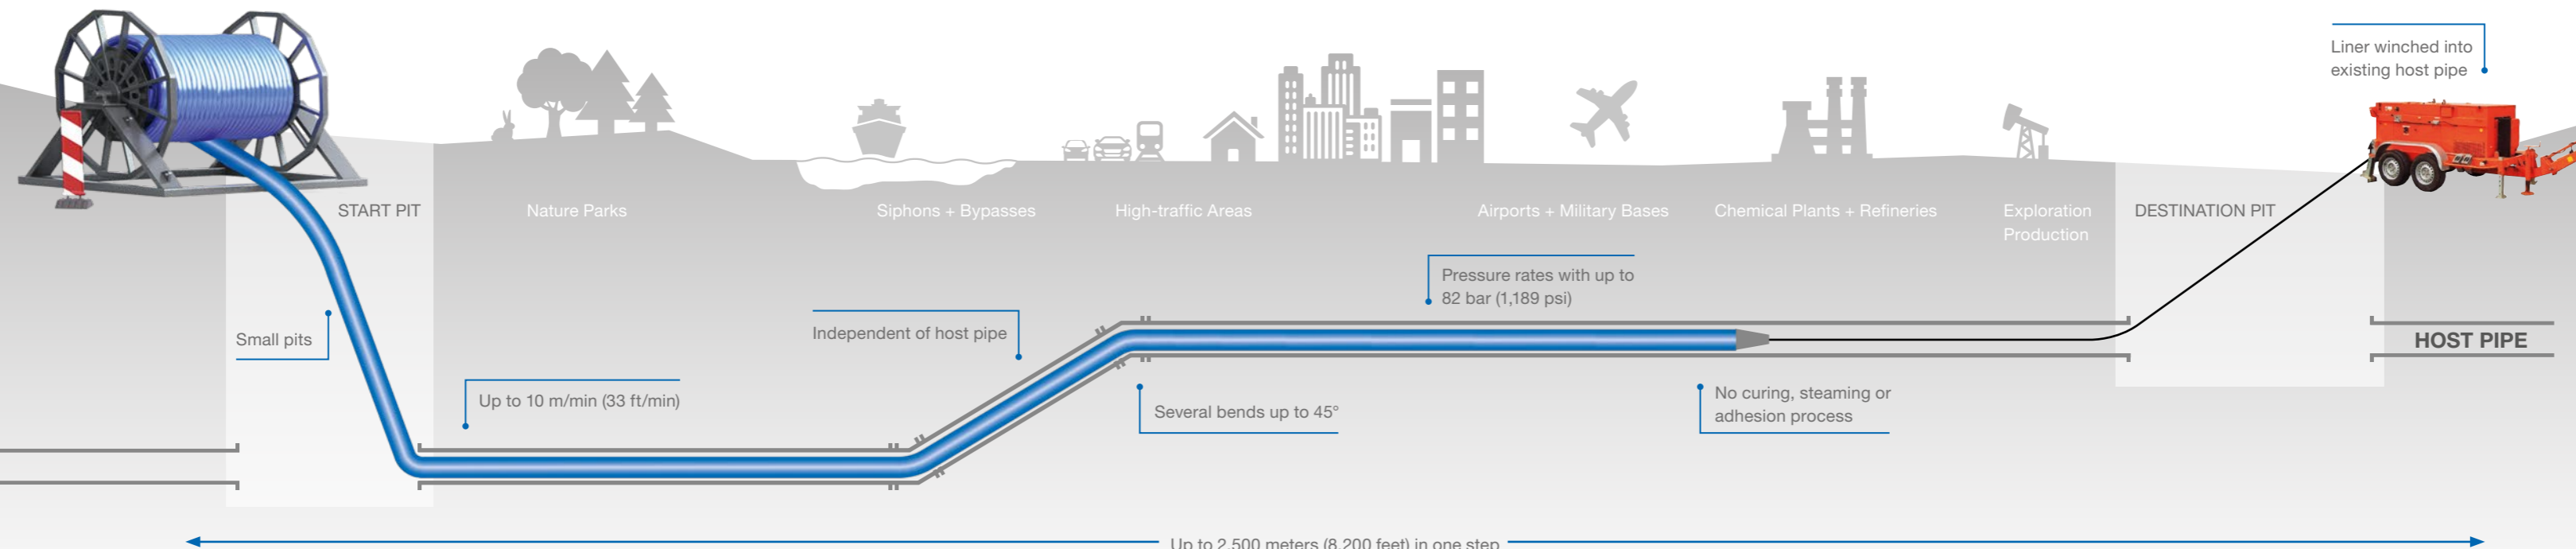 Liner winched into
existing host pipe
START PIT
Nature Parks
Siphons + Bypasses
High-traffic Areas
Airports + Military Bases
Chemical Plants + Refineries
Exploration
Production
DESTINATION PIT
Pressure rates with up to
82 bar (1,189 psi)
Small pits
Independent of host pipe
HOST PIPE
Up to 10 m/min (33 ft/min)
Several bends up to 45°
No curing, steaming or
adhesion process
Up to 2,500 meters (8,200 feet) in one step